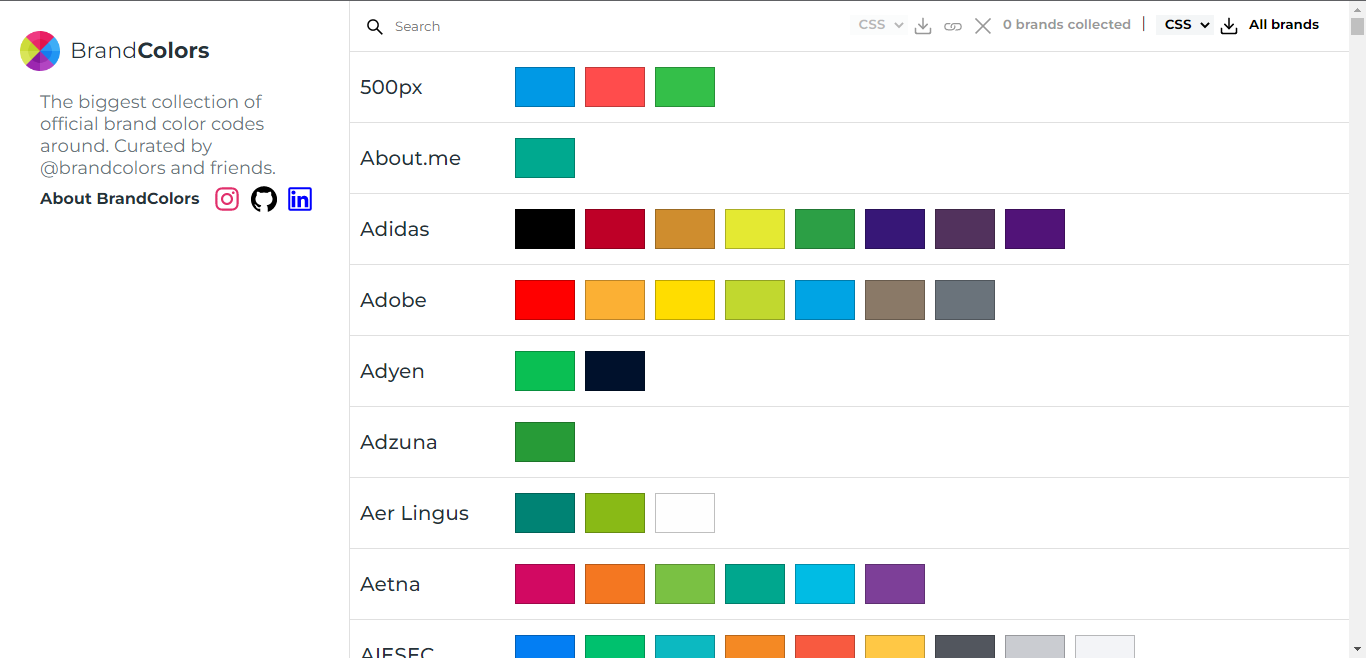 BrandColors
The biggest collection of
official brand color codes
around. Curated by
@brandcolors and friends.
About BrandColors
Search
CSS
0 brands collected
CSS
All brands
500px
About.me
Adidas
Adobe
Adyen
Adzuna
Aer Lingus
Aetna
AIESEC